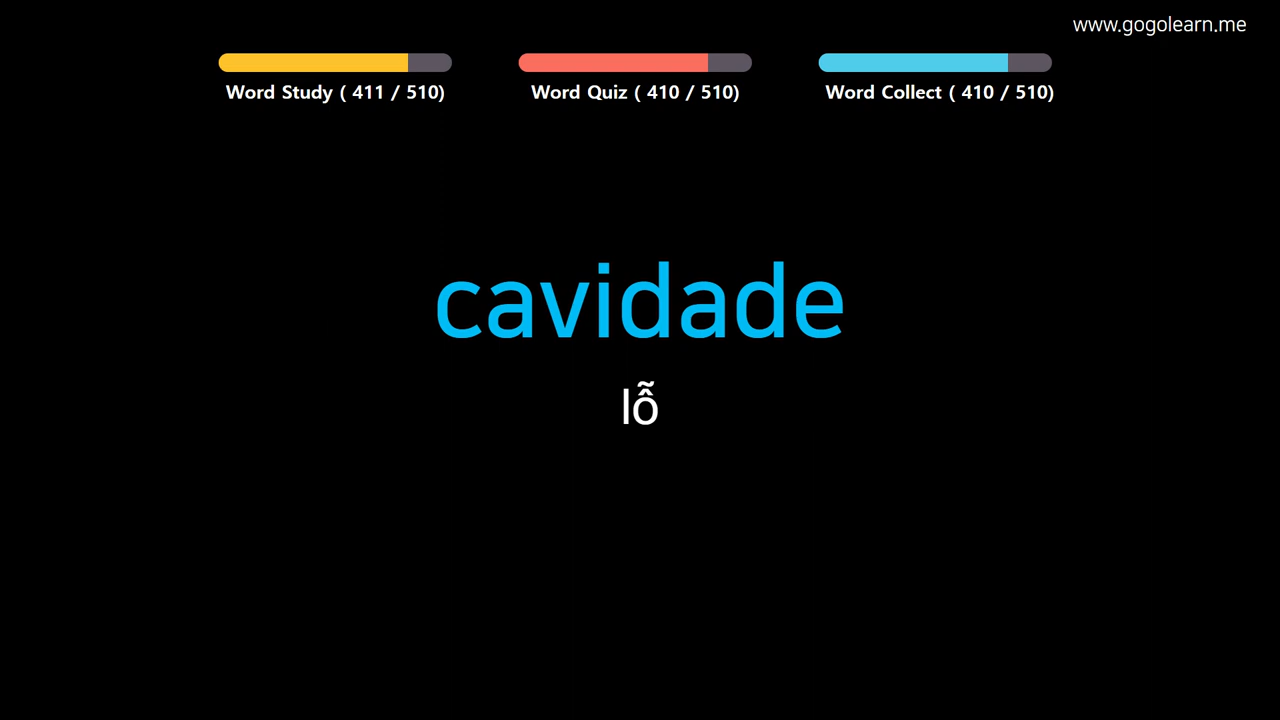 www.gogolearn.me
Word Study ( 411 / 510)
Word Quiz ( 410 / 510)
Word Collect ( 410 / 510)
cavidade
lỗ